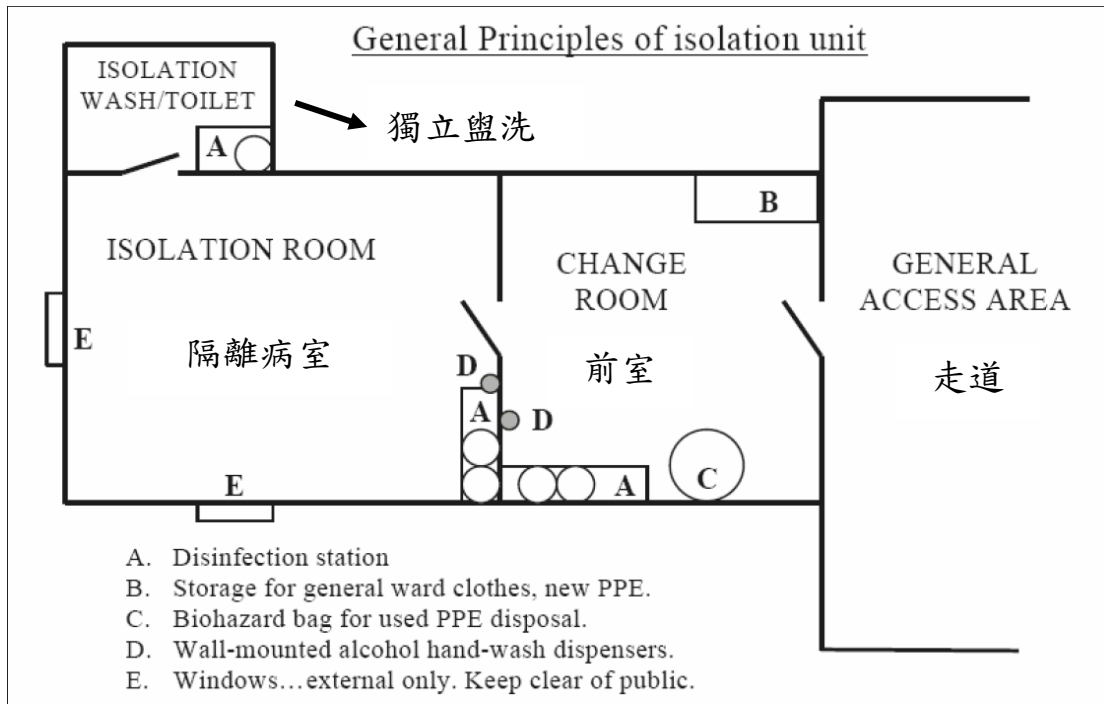 General Principles of isolation unit
ISOLATION
WASH/TOILET
A
獨立盥洗
B
ISOLATION ROOM
CHANGE
ROOM
GENERAL
ACCESS AREA
E
隔離病室
D
前室
走道
A
D
E
A
C
A. Disinfection station
B. Storage for general ward clothes, new PPE.
C. Biohazard bag for used PPE disposal.
D. Wall-mounted alcohol hand-wash dispensers.
E. Windows…external only. Keep clear of public.